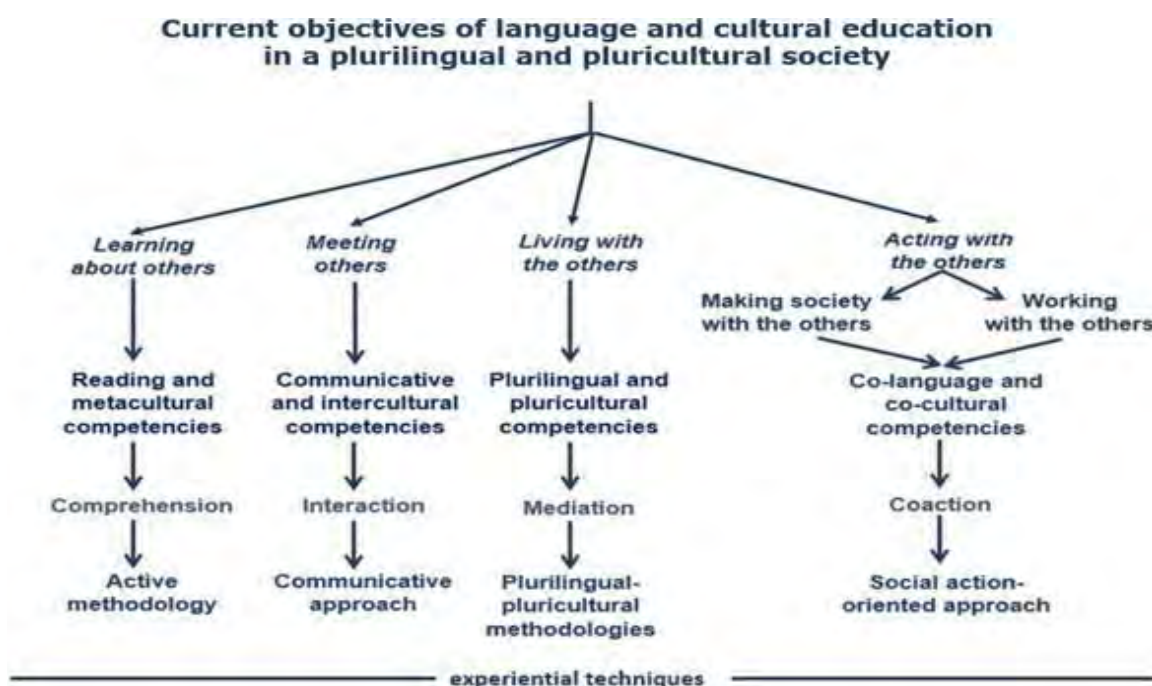 Current objectives of language and cultural education
in a plurilingual and pluricultural society
Learning
about others
Meeting
others
Living with
the others
Acting with
the others
Making society
with the others
Working
with the others
Reading and
metacultural
competencies
Communicative
and intercultural
competencies
Plurilingual and
pluricultural
competencies
Co-language and
co-cultural
competencies
Comprehension
Interaction
Mediation
Coaction
Active
methodology
Communicative
approach
Plurilingual-
pluricultural
methodologies
Social action-
oriented approach
experiential techniques